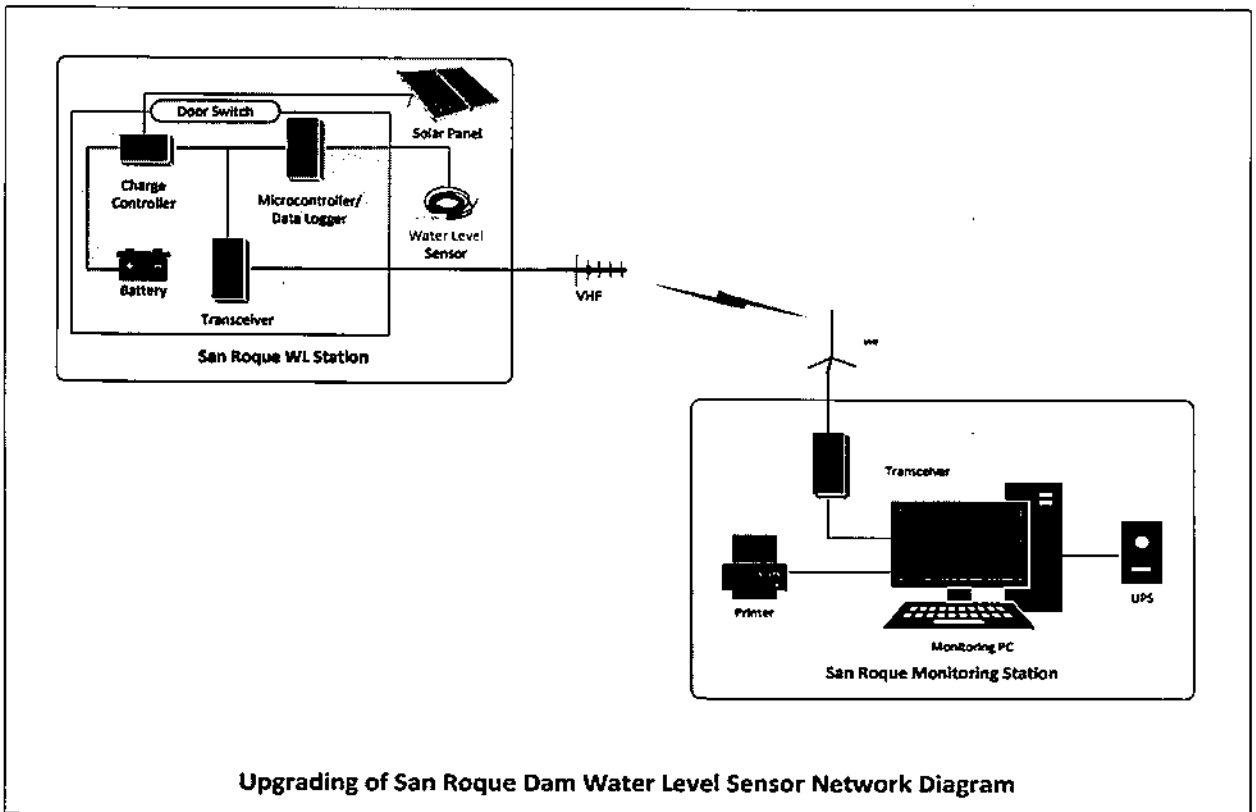 Door Switch
Solar Panel
Charge
Controller
Microcontroller/
Data Logger
Water Level
Sensor
Battery
Transceiver
VHF
San Roque WL Station
Transceiver
Printer
UPS
Monitoring PC
San Roque Monitoring Station
Upgrading of San Roque Dam Water Level Sensor Network Diagram